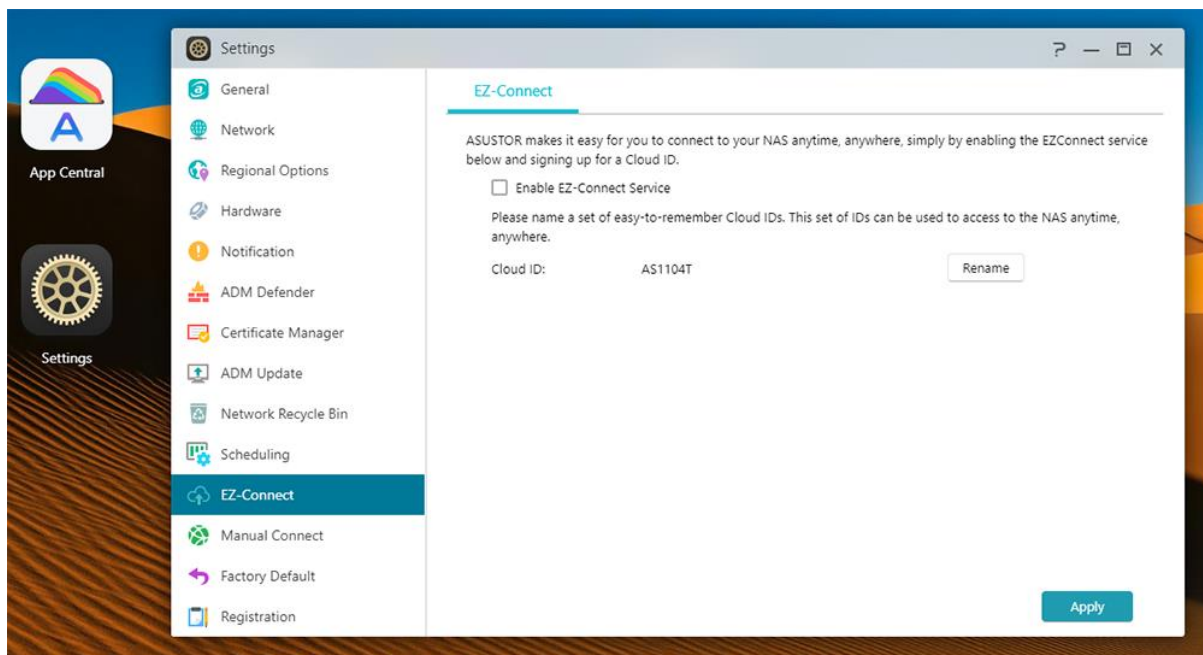 Settings
App Central
Settings
General
Network
Regional Options
Hardware
Notification
ADM Defender
Certificate Manager
ADM Update
Network Recycle Bin
Scheduling
EZ-Connect
Manual Connect
Factory Default
Registration
EZ-Connect
ASUSTOR makes it easy for you to connect to your NAS anytime, anywhere, simply by enabling the EZConnect service
below and signing up for a Cloud ID.
Enable EZ-Connect Service
Please name a set of easy-to-remember Cloud IDs. This set of IDs can be used to access to the NAS anytime,
anywhere.
Cloud ID: AS1104T Rename
Apply